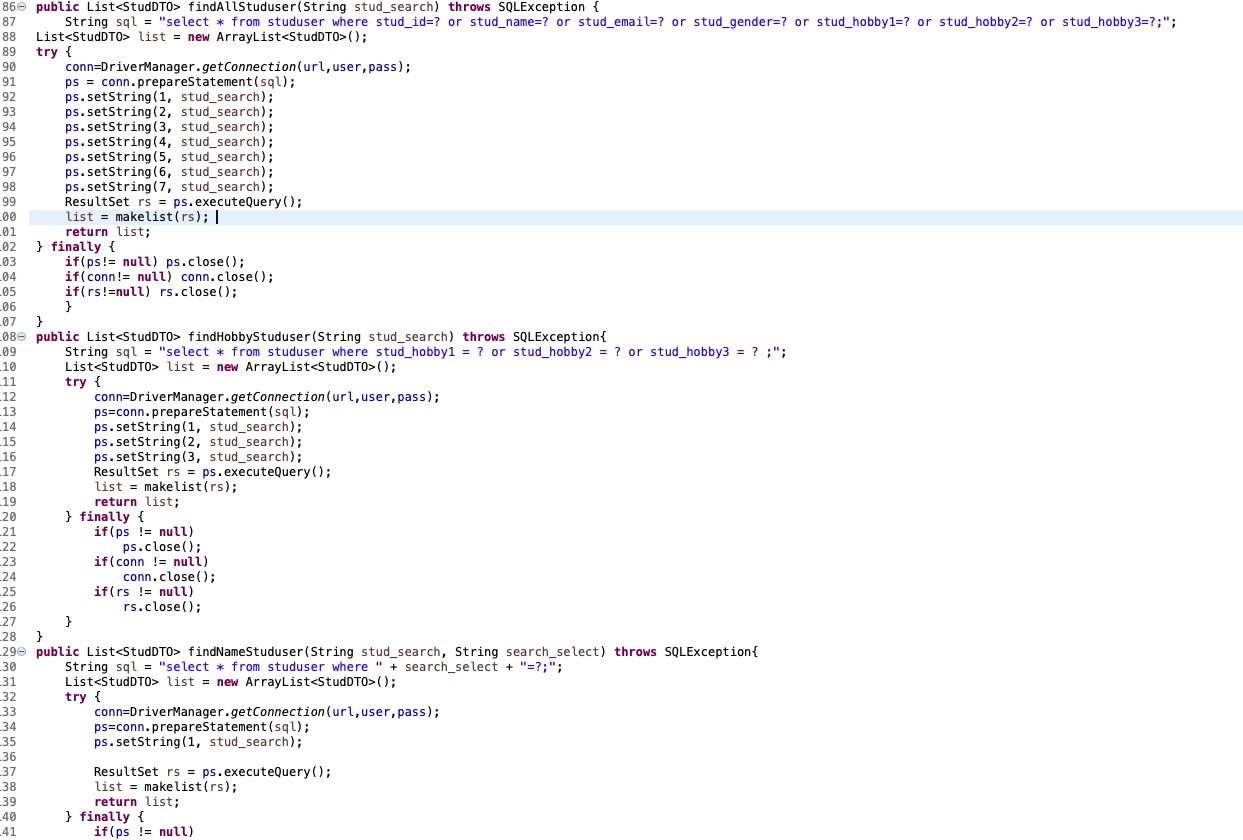 86 public List<StudDTO> findAllStuduser(String stud_search) throws SQLException {
87 String sql = "select * from studuser where stud_id=? or stud_name=? or stud_email=? or stud_gender=? or stud_hobby1=? or stud_hobby2=? or stud_hobby3=?;";
88 List<StudDTO> list = new ArrayList<StudDTO>();
89 try {
90 conn=DriverManager.getConnection(url,user,pass);
91 ps = conn.prepareStatement(sql);
92 ps.setString(1, stud_search);
93 ps.setString(2, stud_search);
94 ps.setString(3, stud_search);
95 ps.setString(4, stud_search);
96 ps.setString(5, stud_search);
97 ps.setString(6, stud_search);
98 ps.setString(7, stud_search);
99 ResultSet rs = ps.executeQuery();
00 list = makelist(rs);
01 return list;
02 } finally {
03 if(ps!= null) ps.close();
04 if(conn!= null) conn.close();
05 if(rs!=null) rs.close();
06 }
07 }
08 public List<StudDTO> findHobbyStuduser(String stud_search) throws SQLException{
09 String sql = "select * from studuser where stud_hobby1 = ? or stud_hobby2 = ? or stud_hobby3 = ? ;";
10 List<StudDTO> list = new ArrayList<StudDTO>();
11 try {
12 conn=DriverManager.getConnection(url,user,pass);
13 ps=conn.prepareStatement(sql);
14 ps.setString(1, stud_search);
15 ps.setString(2, stud_search);
16 ps.setString(3, stud_search);
17 ResultSet rs = ps.executeQuery();
18 list = makelist(rs);
19 return list;
20 } finally {
21 if(ps != null)
22 ps.close();
23 if(conn != null)
24 conn.close();
25 if(rs != null)
26 rs.close();
27 }
28 }
29 public List<StudDTO> findNameStuduser(String stud_search, String search_select) throws SQLException{
30 String sql = "select * from studuser where " + search_select + "=?;";
31 List<StudDTO> list = new ArrayList<StudDTO>();
32 try {
33 conn=DriverManager.getConnection(url,user,pass);
34 ps=conn.prepareStatement(sql);
35 ps.setString(1, stud_search);
36
37 ResultSet rs = ps.executeQuery();
38 list = makelist(rs);
39 return list;
40 } finally {
41 if(ps != null)